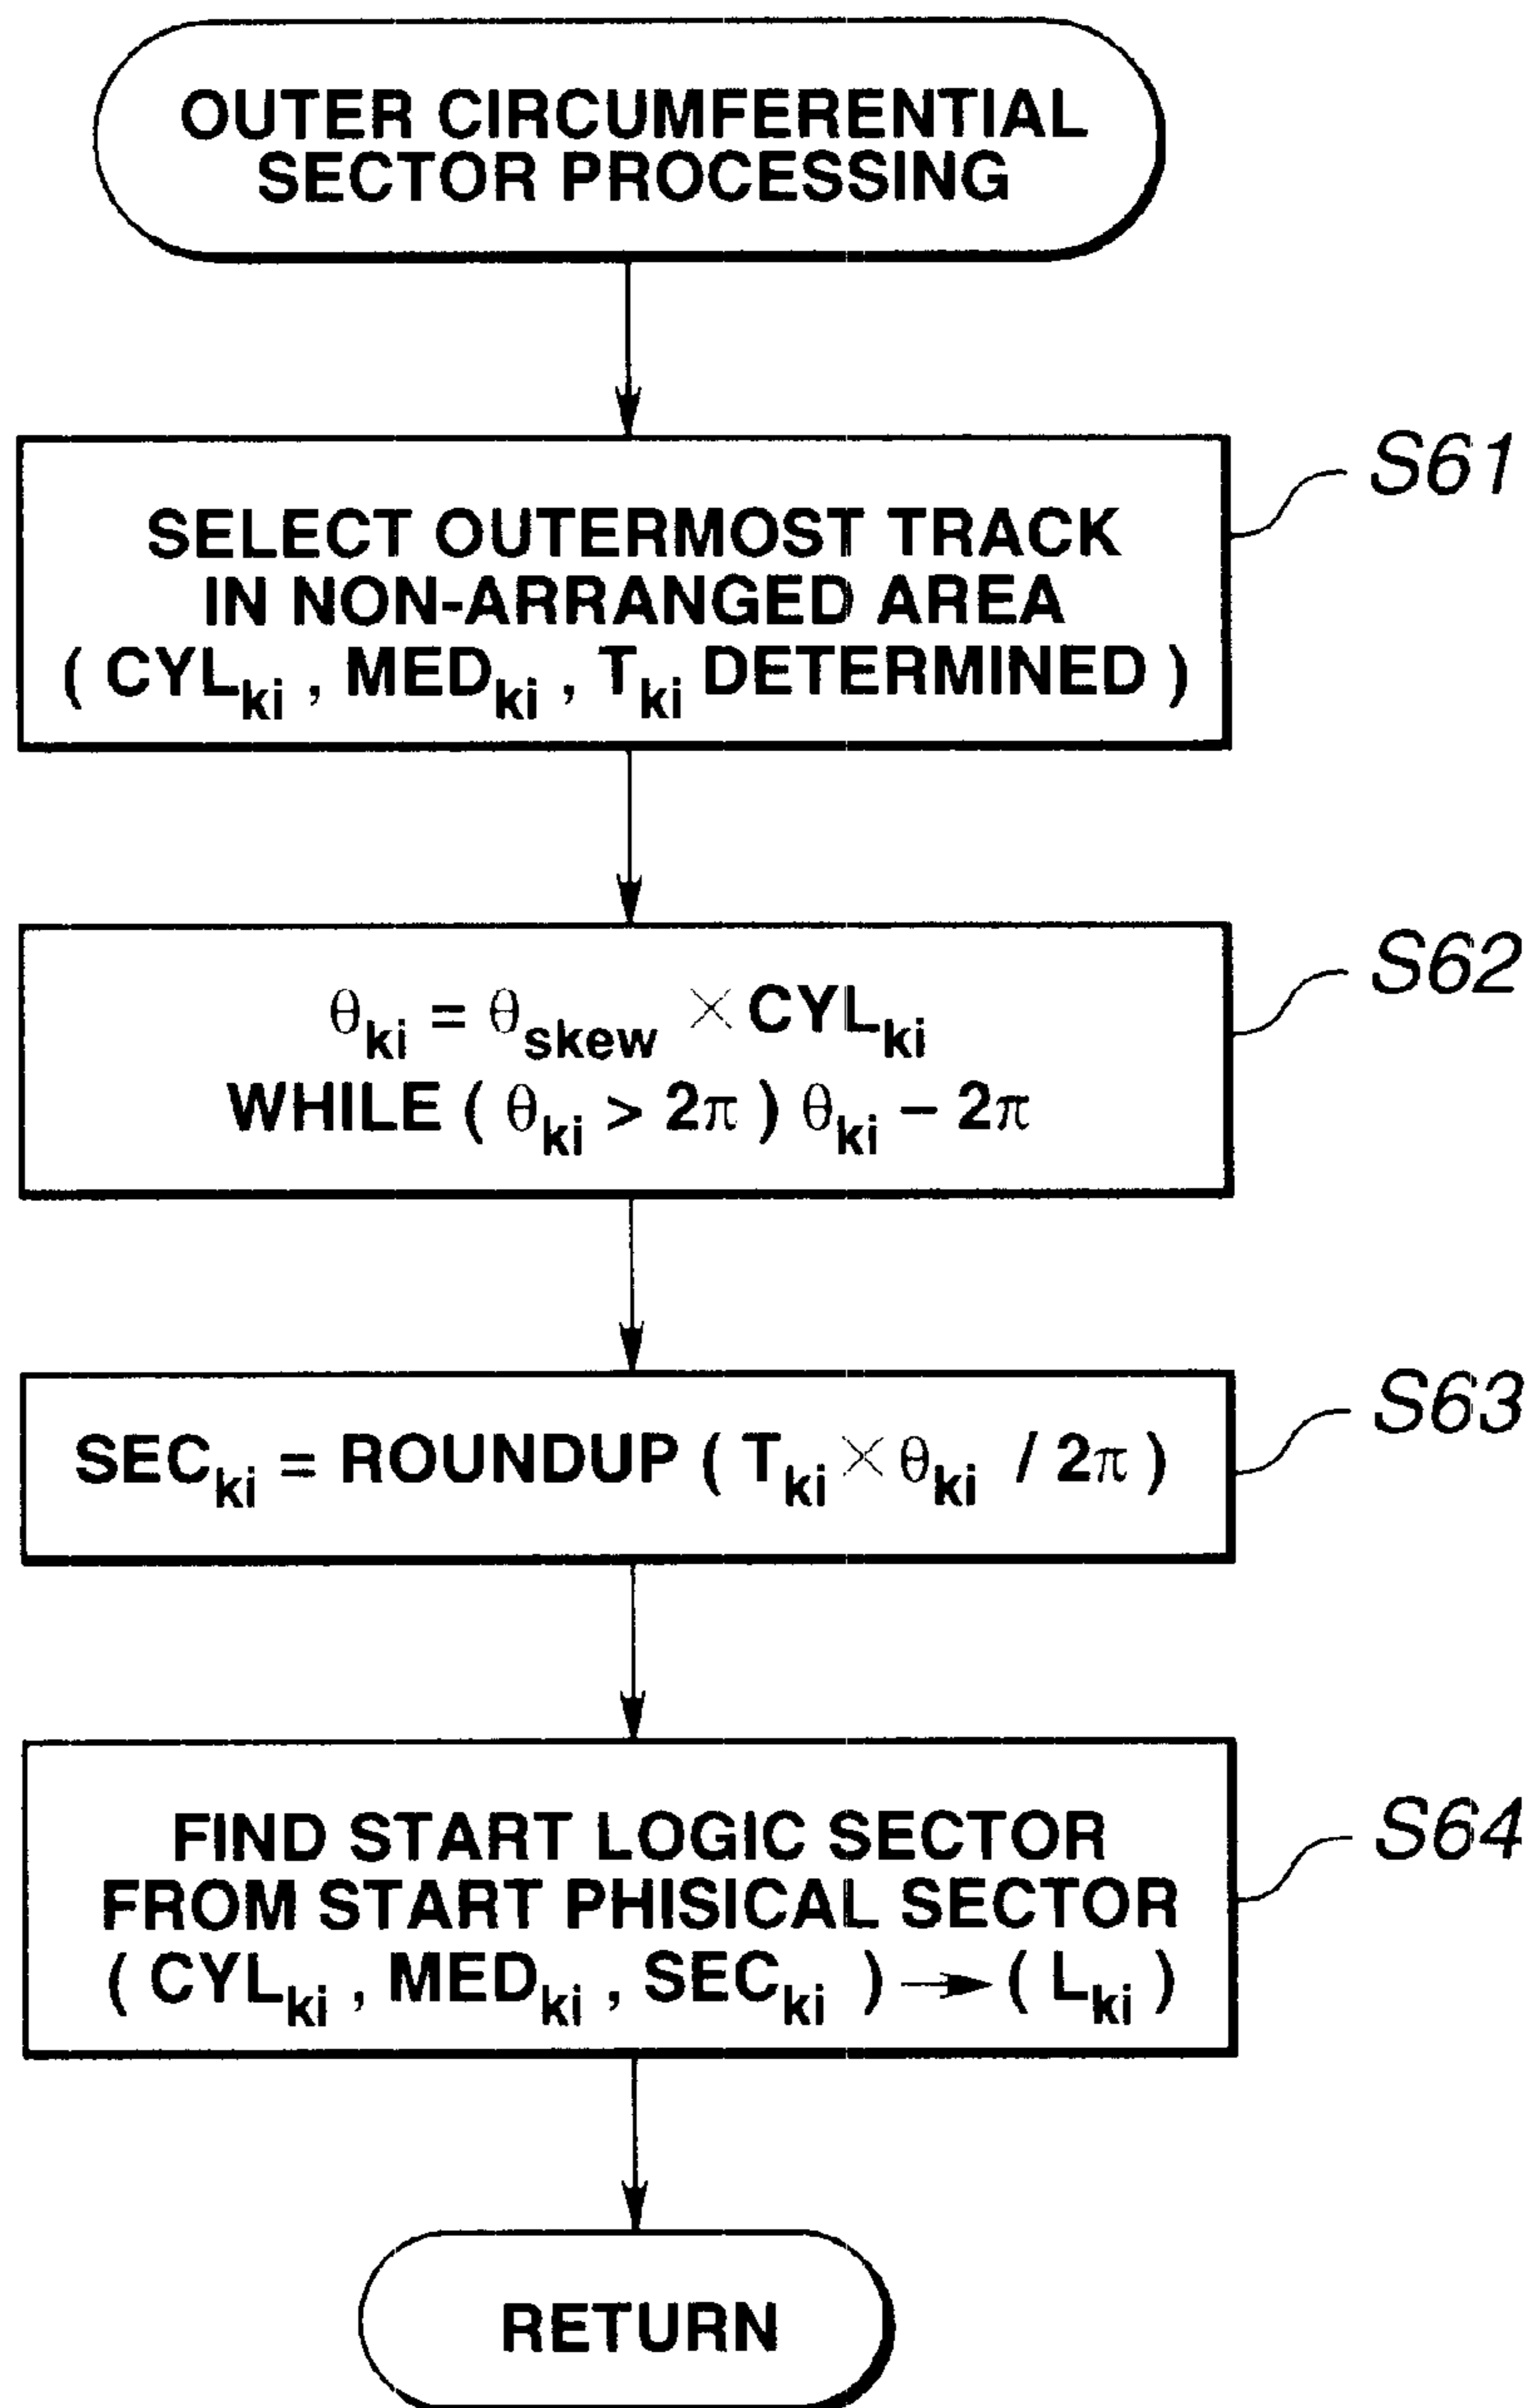 OUTER CIRCUMFERENTIAL
SECTOR PROCESSING
SELECT OUTERMOST TRACK
IN NON-ARRANGED AREA
( CYLki , MEDki , Tki DETERMINED )
S61
θki = θskew × CYLki
WHILE ( θki > 2π ) θki – 2π
S62
SECki = ROUNDUP ( Tki × θki / 2π )
S63
FIND START LOGIC SECTOR
FROM START PHISICAL SECTOR
( CYLki , MEDki , SECki ) → ( Lki )
S64
RETURN